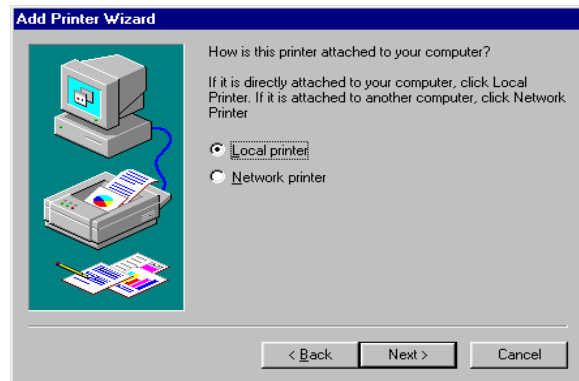 Add Printer Wizard
How is this printer attached to your computer?
If it is directly attached to your computer, click Local
Printer. If it is attached to another computer, click Network
Printer
Local printer
Network printer
< Back Next > Cancel